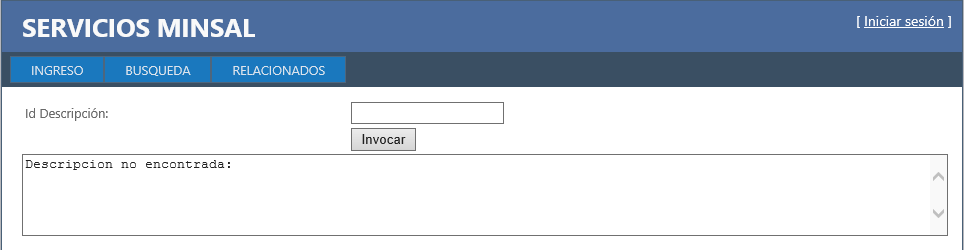 SERVICIOS MINSAL
[ Iniciar sesión ]
INGRESO BUSQUEDA RELACIONADOS
Id Descripción:
Invocar
Descripcion no encontrada: